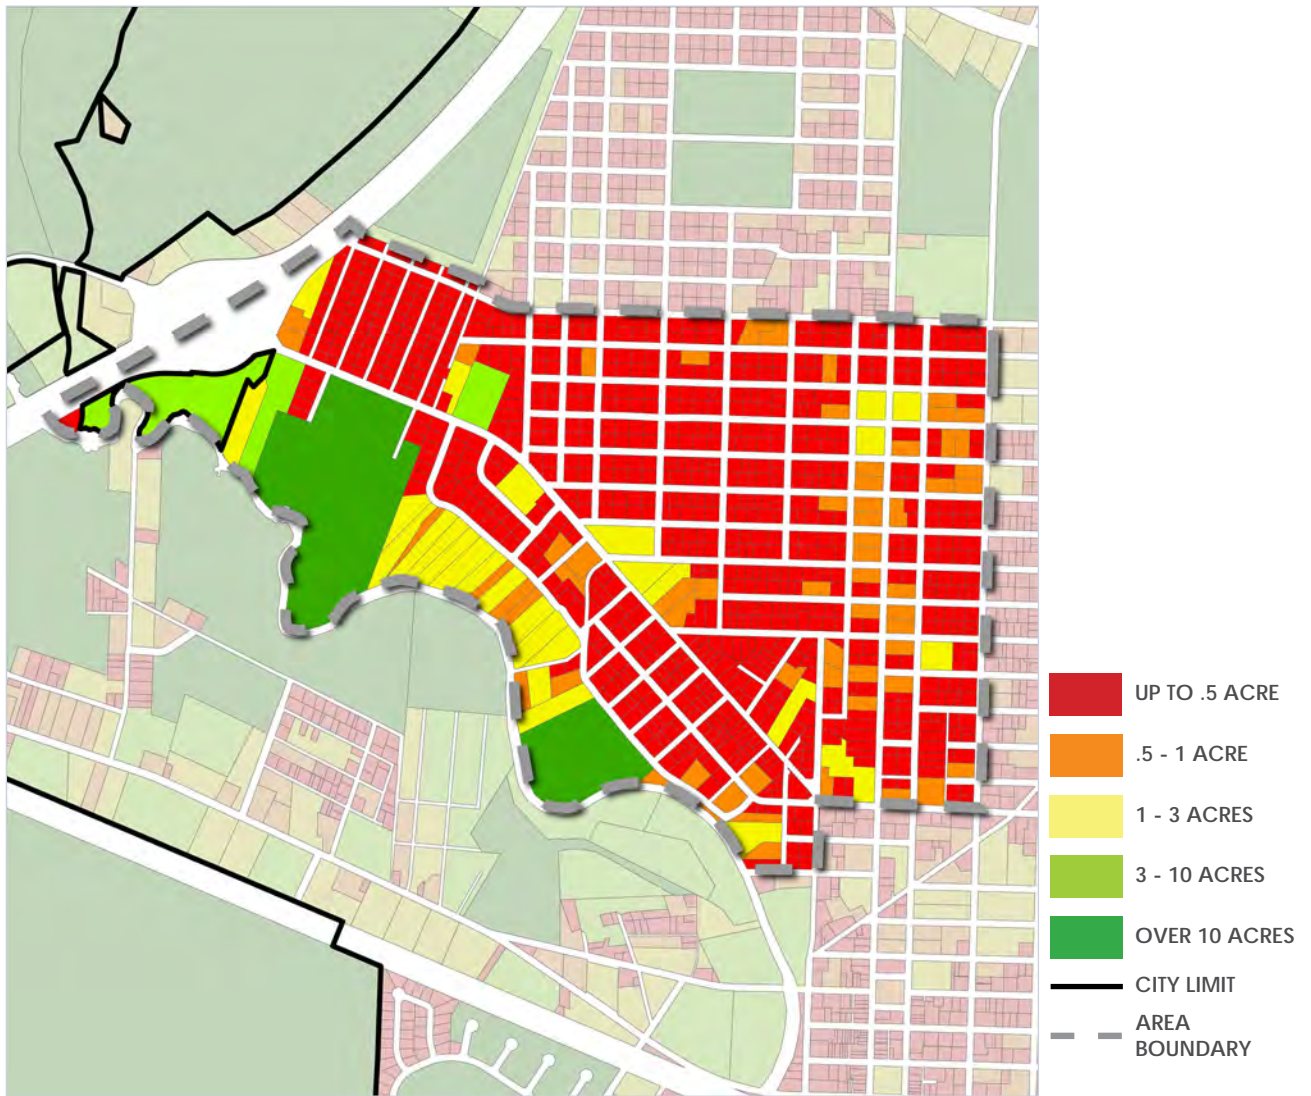 UP TO .5 ACRE
.5 - 1 ACRE
1 - 3 ACRES
3 - 10 ACRES
OVER 10 ACRES
CITY LIMIT
AREA
BOUNDARY